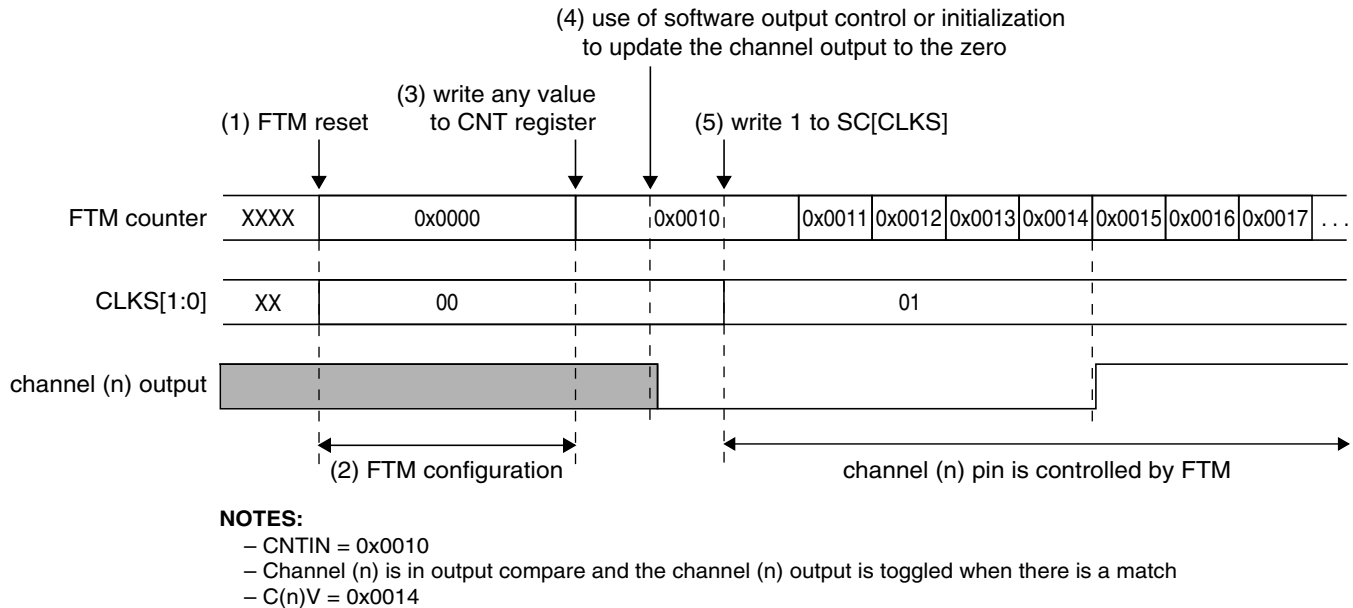 (4) use of software output control or initialization
to update the channel output to the zero
(3) write any value
to CNT register
(1) FTM reset
(5) write 1 to SC[CLKS]
FTM counter
XXXX
0x0000
0x0010
0x0011
0x0012
0x0013
0x0014
0x0015
0x0016
0x0017
. . .
CLKS[1:0]
XX
00
01
channel (n) output
(2) FTM configuration
channel (n) pin is controlled by FTM
NOTES:
– CNTIN = 0x0010
– Channel (n) is in output compare and the channel (n) output is toggled when there is a match
– C(n)V = 0x0014